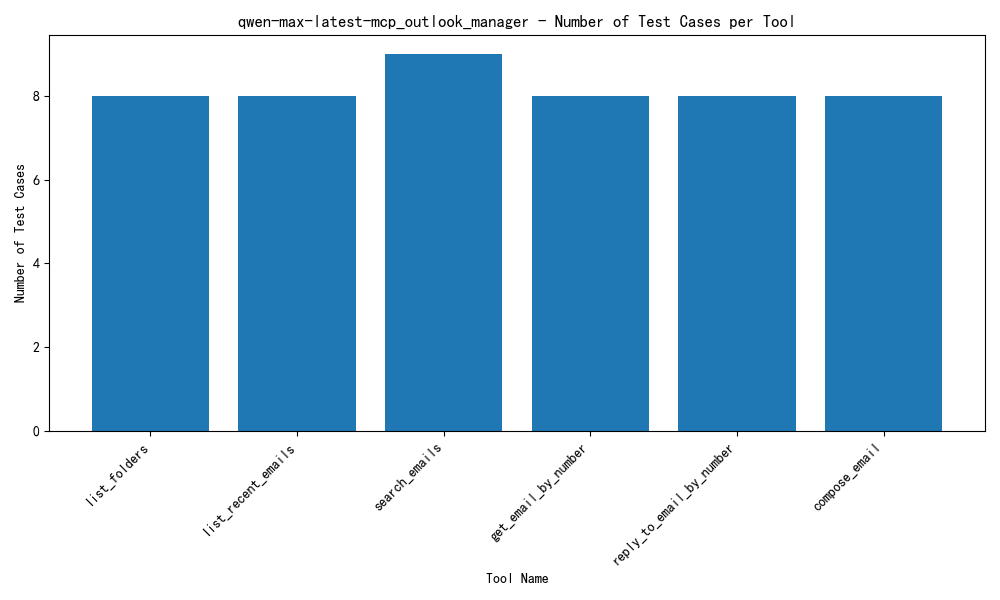 qwen-max-latest-mcp_outlook_manager - Number of Test Cases per Tool
Number of Test Cases
8
6
4
2
0
list_folders
list_recent_emails
search_emails
get_email_by_number
reply_to_email_by_number
compose_email
Tool Name